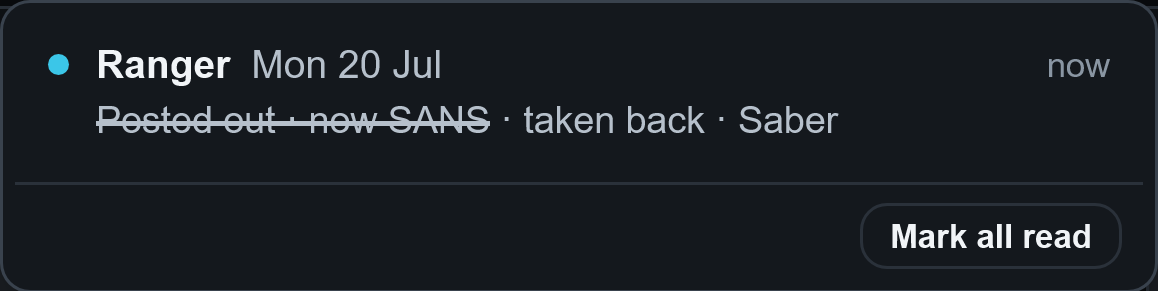 Ranger Mon 20 Jul now
Posted out · now SANS · taken back · Saber
Mark all read